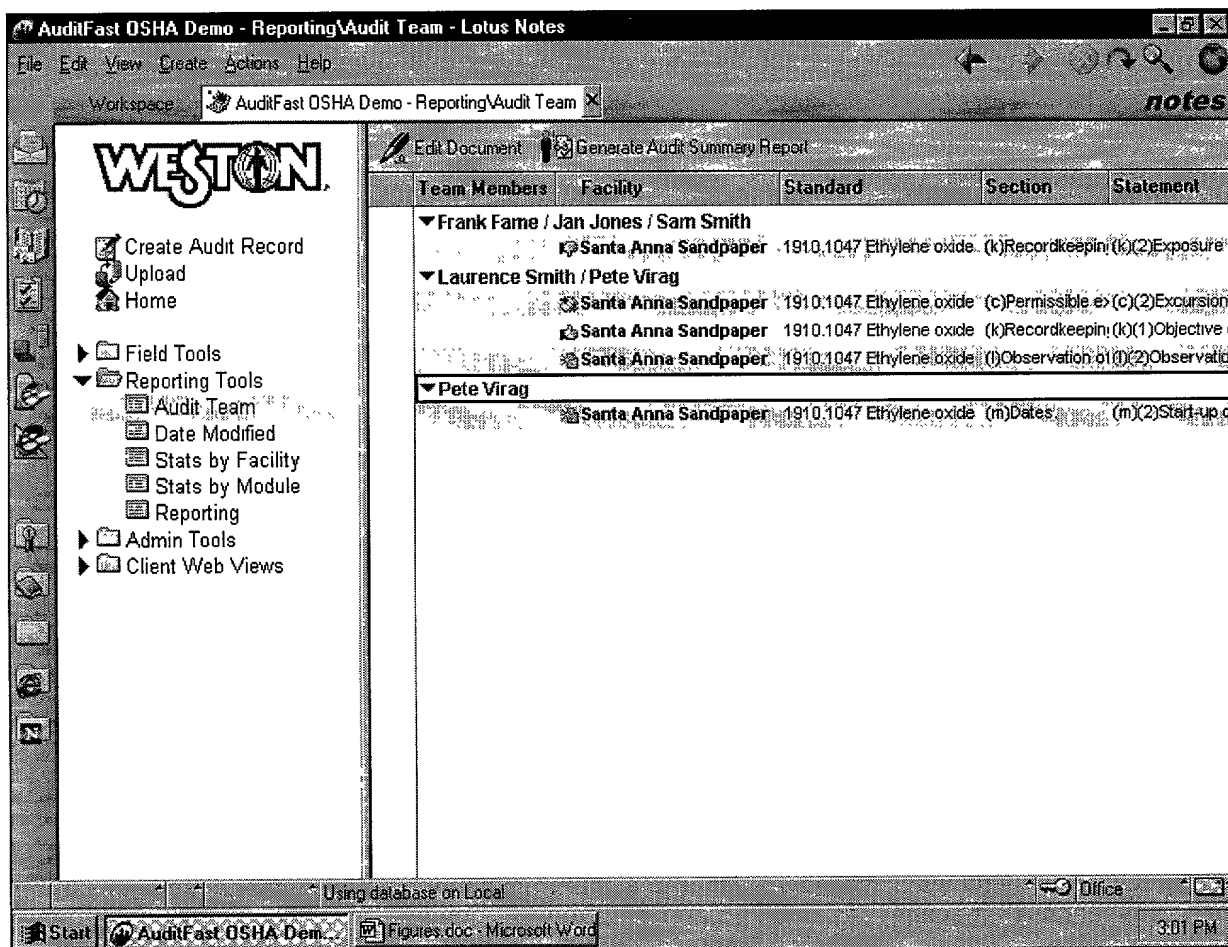 AuditFast OSHA Demo - Reporting\Audit Team - Lotus Notes
File Edit View Create Actions Help
Workspace AuditFast OSHA Demo - Reporting\Audit Team
notes
WESTON.
Create Audit Record
Upload
Home
Field Tools
Reporting Tools
Audit Team
Date Modified
Stats by Facility
Stats by Module
Reporting
Admin Tools
Client Web Views
Edit Document Generate Audit Summary Report
Team Members Facility Standard Section Statement
Frank Fame / Jan Jones / Sam Smith
Santa Anna Sandpaper 1910.1047 Ethylene oxide (k)Recordkeepin (k)(2)Exposure
Laurence Smith / Pete Virag
Santa Anna Sandpaper 1910.1047 Ethylene oxide (c)Permissible e (c)(2)Excursion
Santa Anna Sandpaper 1910.1047 Ethylene oxide (k)Recordkeepin (k)(1)Objective
Santa Anna Sandpaper 1910.1047 Ethylene oxide (l)Observation o (l)(2)Observatio
Pete Virag
Santa Anna Sandpaper 1910.1047 Ethylene oxide (m)Dates (m)(2)Start-up
Using database on Local Office
Start AuditFast OSHA Dem... Figures.doc - Microsoft Word 3:01 PM